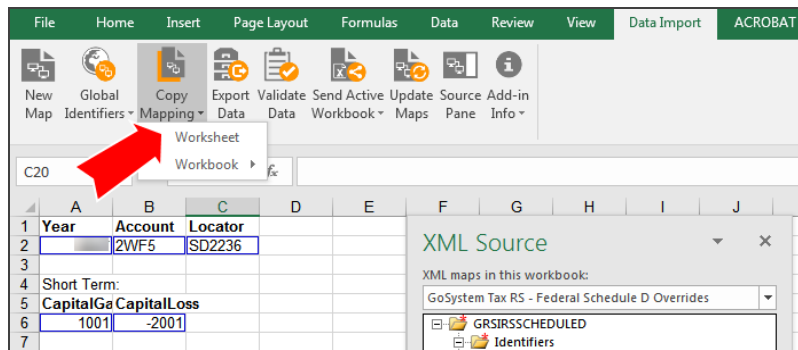 File Home Insert Page Layout Formulas Data Review View Data Import ACROBAT
New Map Global Identifiers Copy Mapping Export Data Validate Data Send Active Workbook Update Maps Source Pane Add-in Info
Worksheet
Workbook
C20 fx
A B C D E F G H I J
1 Year Account Locator
2 2WF5 SD2236
3
4 Short Term:
5 CapitalGa CapitalLoss
6 1001 -2001
7
XML Source
XML maps in this workbook:
GoSystem Tax RS - Federal Schedule D Overrides
GRSIRSSCHEDULED
Identifiers